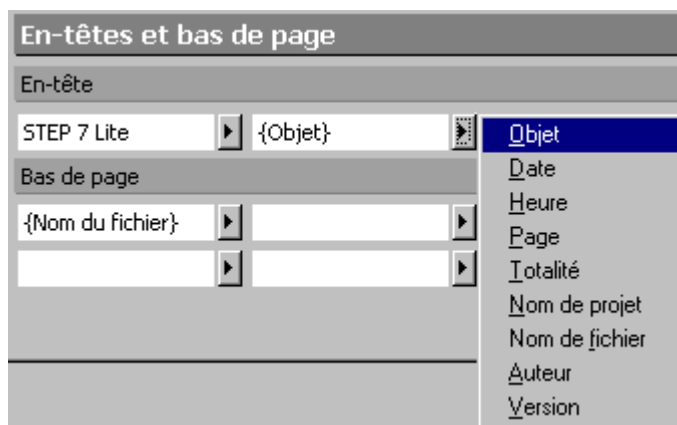 En-têtes et bas de page
En-tête
STEP 7 Lite {Objet}
Objet
Date
Bas de page
Heure
{Nom du fichier}
Page
Totalité
Nom de projet
Nom de fichier
Auteur
Version